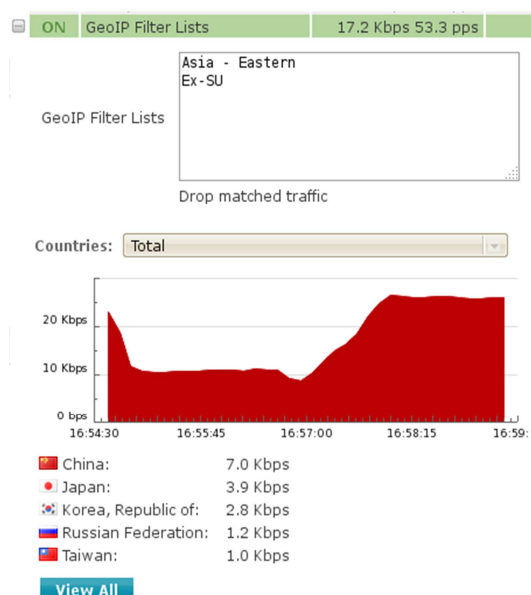 ON GeoIP Filter Lists 17.2 Kbps 53.3 pps
Asia - Eastern
Ex-SU
GeoIP Filter Lists
Drop matched traffic
Countries: Total
20 Kbps
10 Kbps
0 bps
16:54:30 16:55:45 16:57:00 16:58:15 16:59:
China: 7.0 Kbps
Japan: 3.9 Kbps
Korea, Republic of: 2.8 Kbps
Russian Federation: 1.2 Kbps
Taiwan: 1.0 Kbps
View All